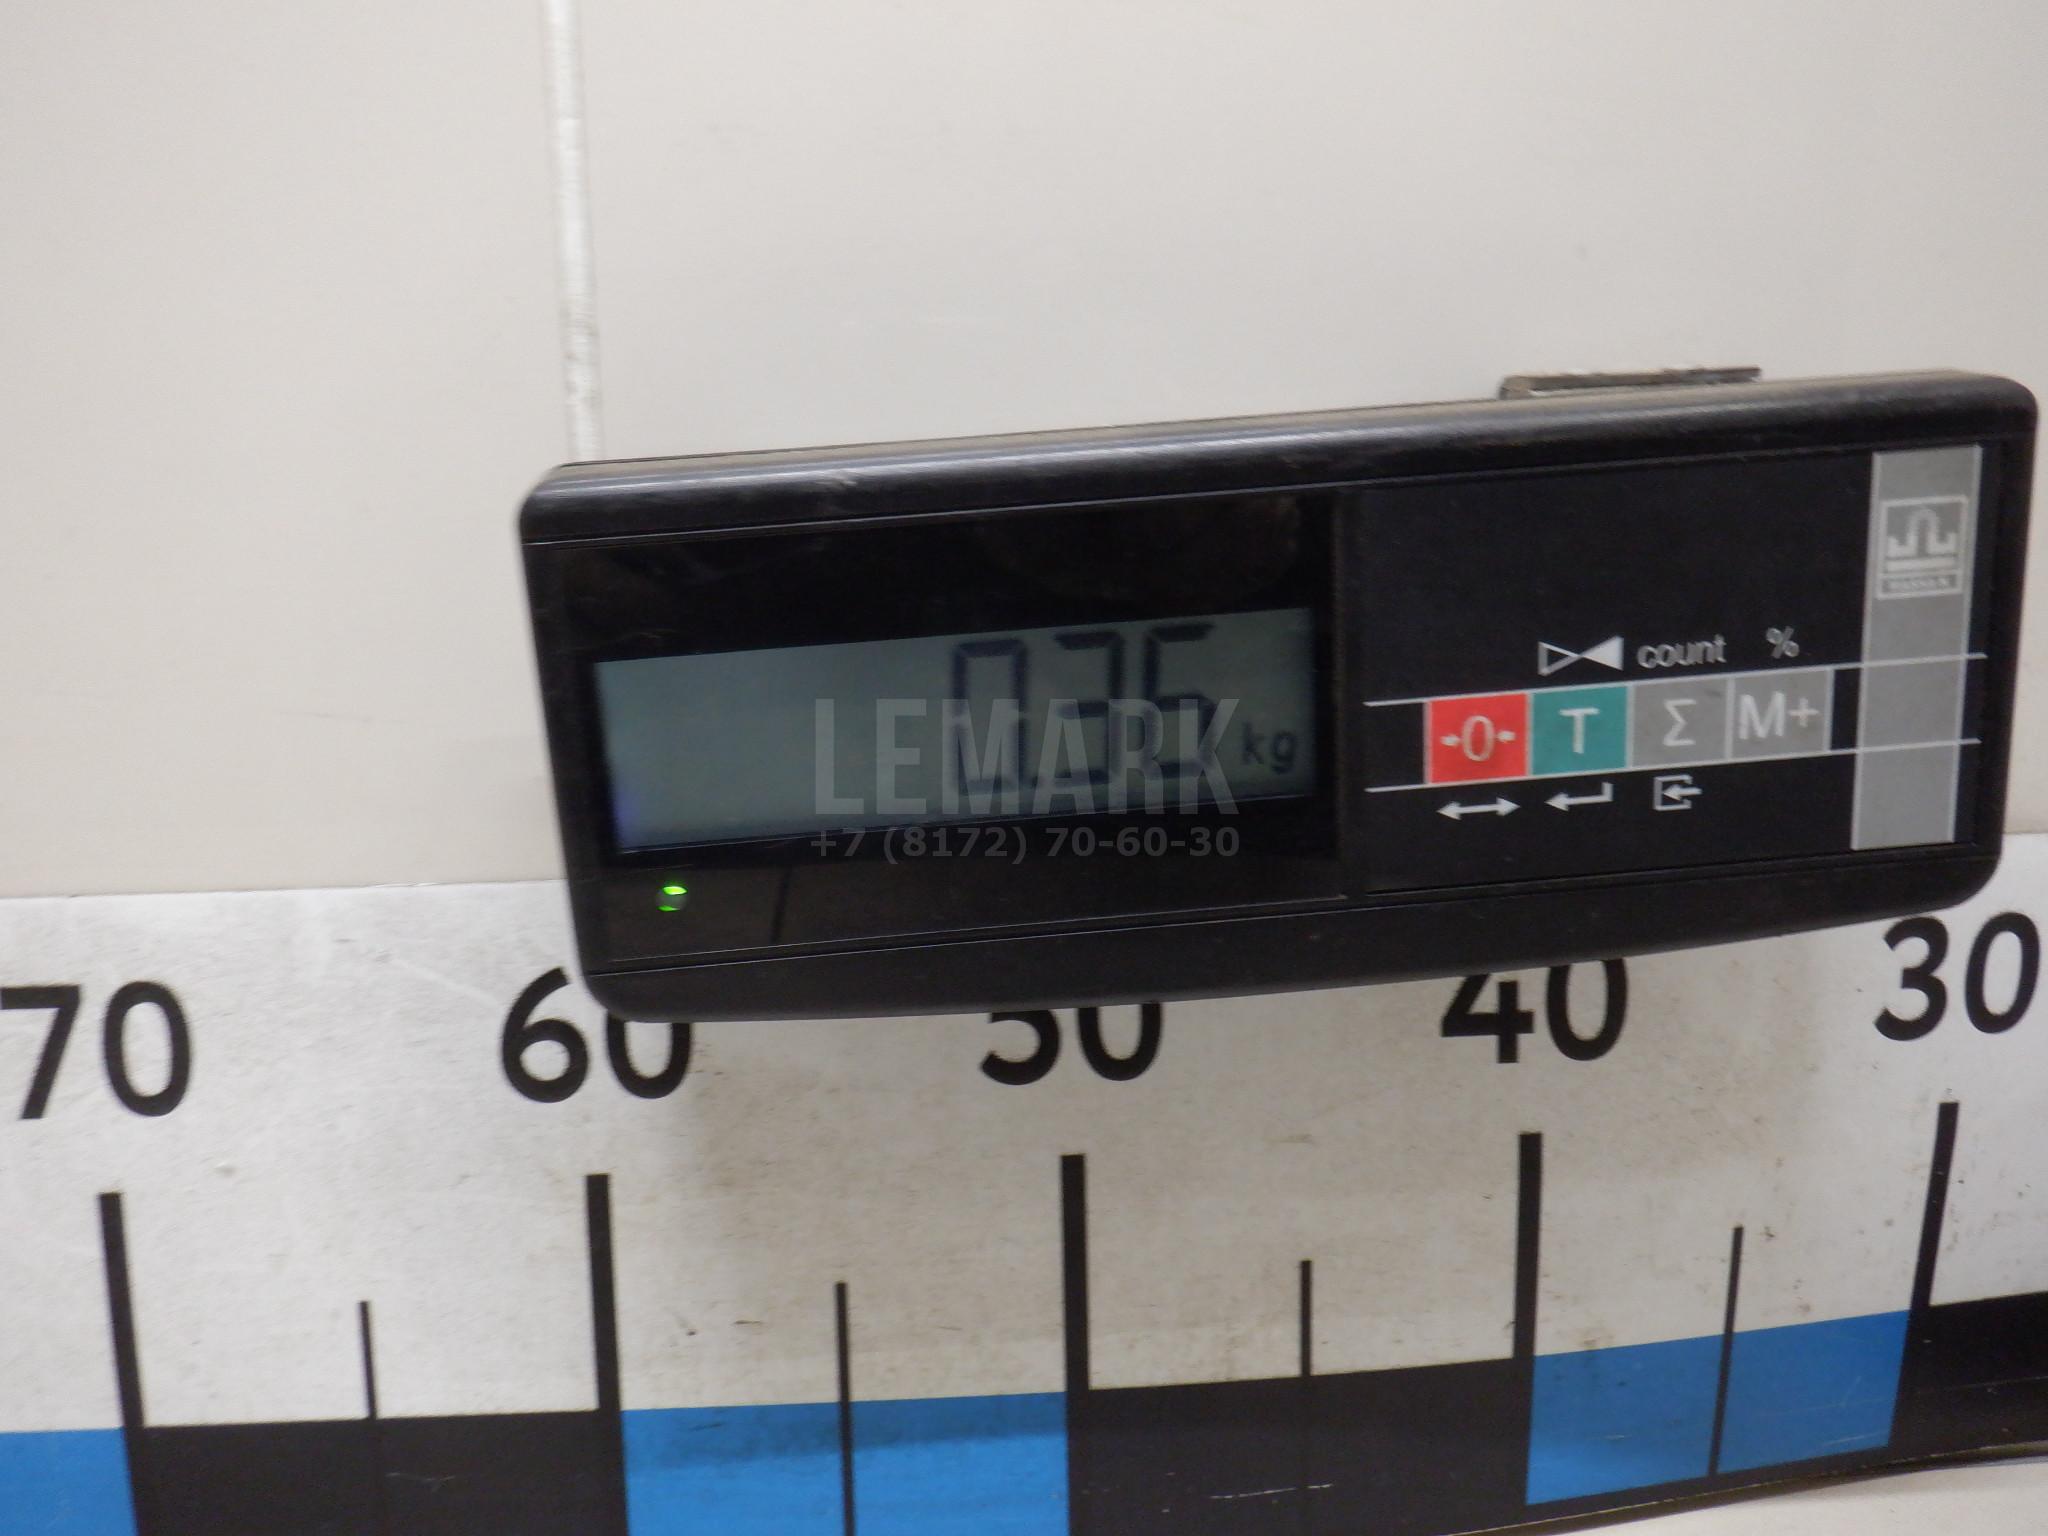 count %
0.36 kg
→0← T Σ M+
LEMARK
+7 (8172) 70-60-30
70 60 50 40 30